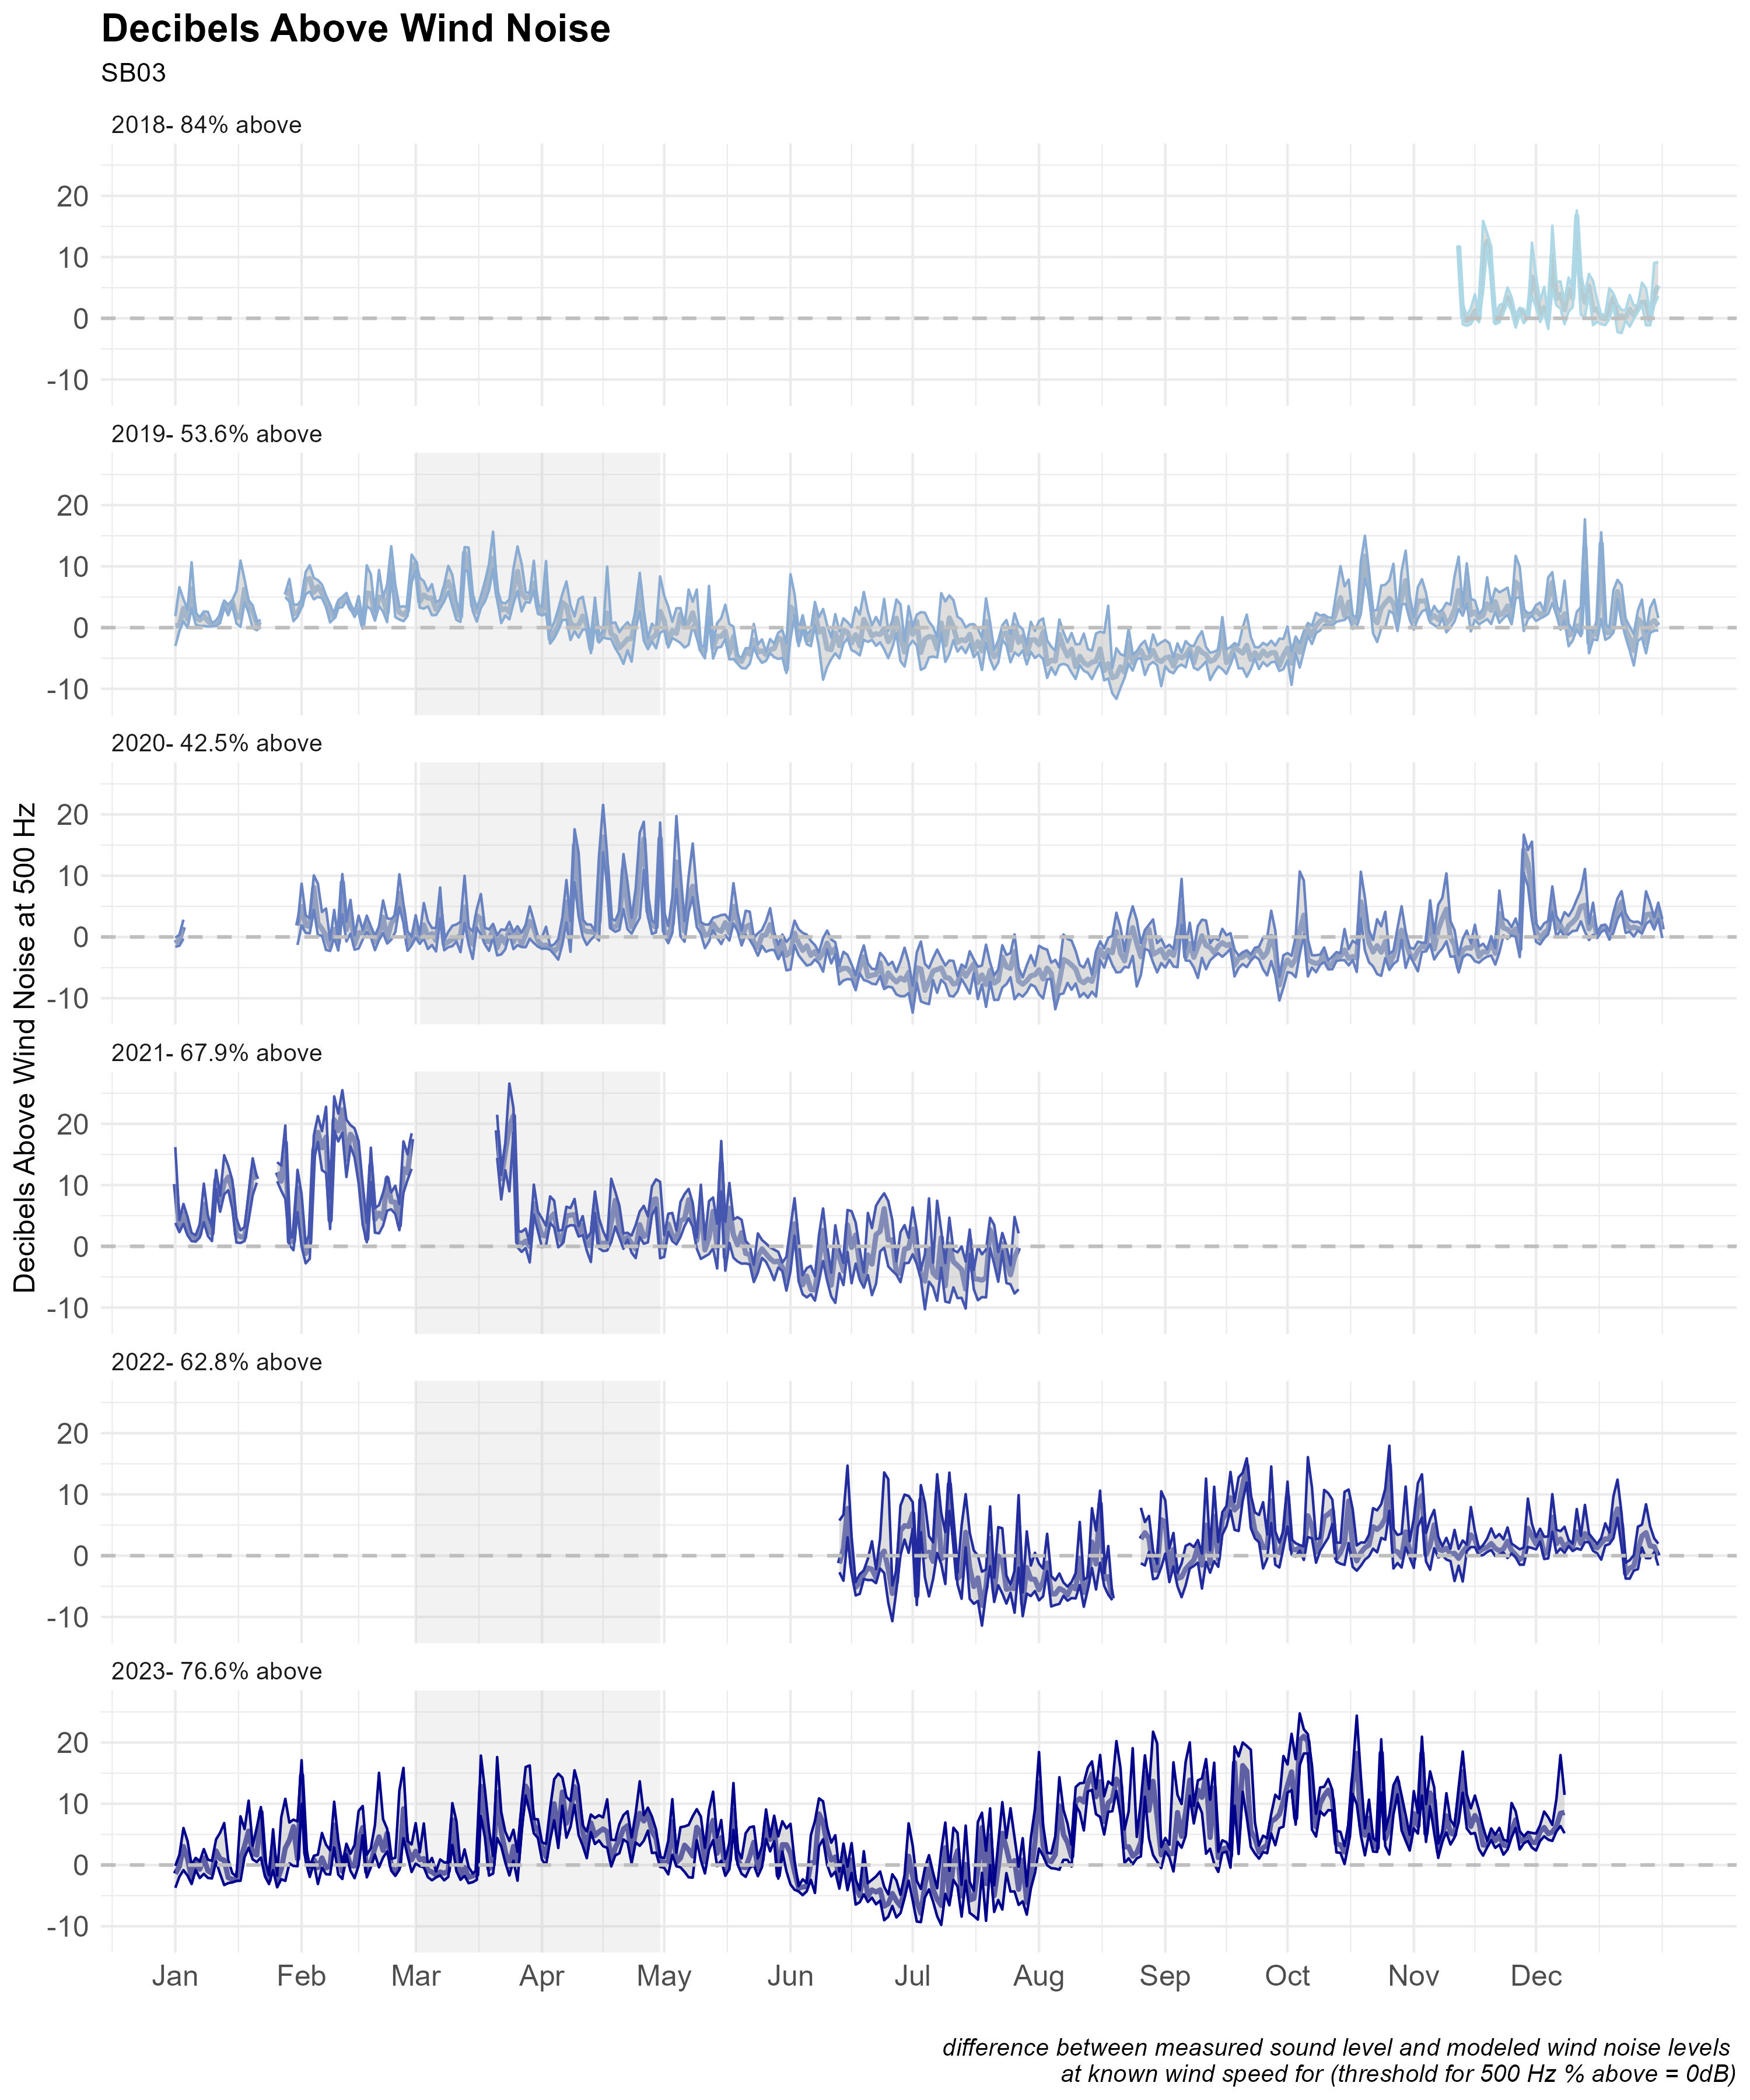 Decibels Above Wind Noise
SB03
2018- 84% above
20
10
0
-10
2019- 53.6% above
20
10
0
-10
2020- 42.5% above
20
10
0
-10
2021- 67.9% above
20
10
0
-10
2022- 62.8% above
20
10
0
-10
2023- 76.6% above
20
10
0
-10
Decibels Above Wind Noise at 500 Hz
Jan Feb Mar Apr May Jun Jul Aug Sep Oct Nov Dec
difference between measured sound level and modeled wind noise levels
at known wind speed for (threshold for 500 Hz % above = 0dB)